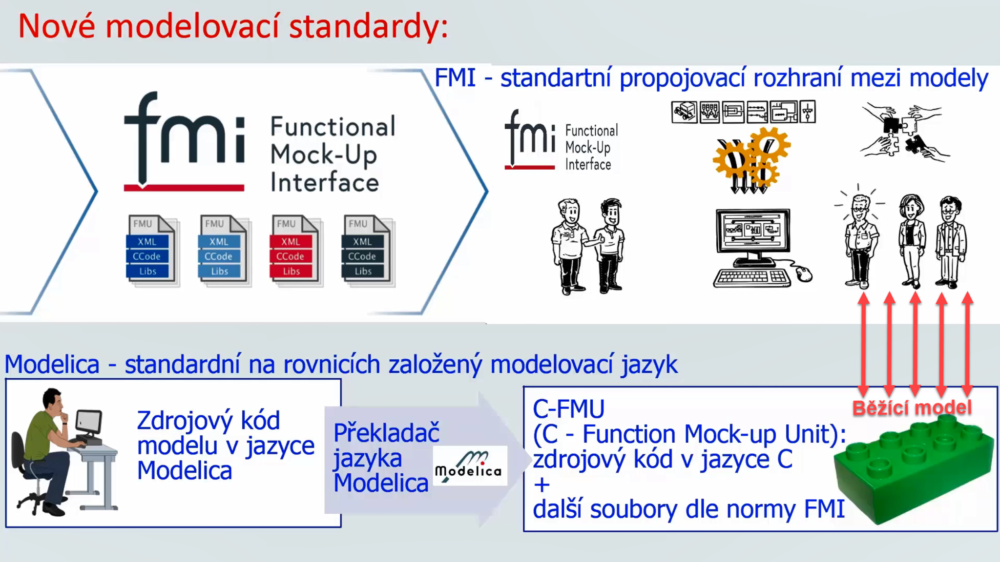 Nové modelovací standardy:
FMI - standartní propojovací rozhraní mezi modely
fmi
Functional
Mock-Up
Interface
FMU
XML
CCode
Libs
FMU
XML
CCode
Libs
FMU
XML
CCode
Libs
FMU
XML
CCode
Libs
fmi
Functional
Mock-Up
Interface
Modelica - standardní na rovnicích založený modelovací jazyk
Zdrojový kód
modelu v jazyce
Modelica
Překladač
jazyka
Modelica
Modelica
C-FMU
(C - Function Mock-up Unit):
zdrojový kód v jazyce C
+
další soubory dle normy FMI
Běžící model